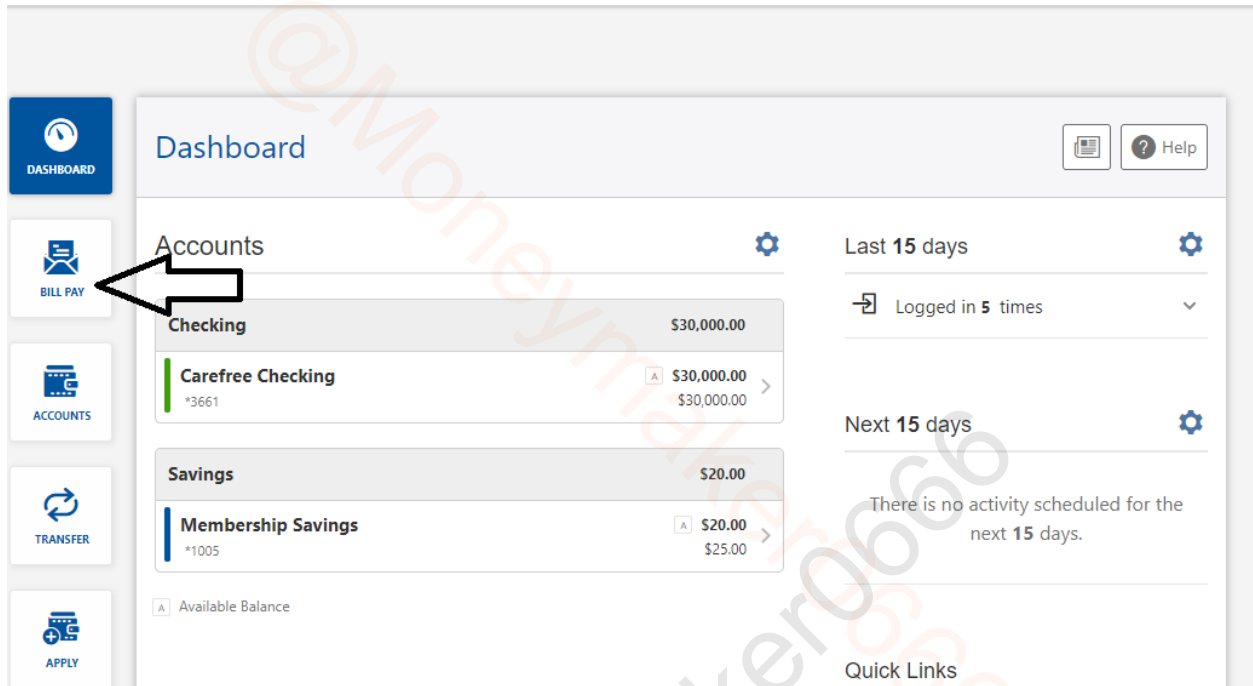 DASHBOARD
Dashboard
Help
BILL PAY
Accounts
Last 15 days
Logged in 5 times
Checking
$30,000.00
Carefree Checking
A $30,000.00
*3661
$30,000.00
ACCOUNTS
Next 15 days
Savings
$20.00
There is no activity scheduled for the
next 15 days.
Membership Savings
A $20.00
*1005
$25.00
TRANSFER
A Available Balance
APPLY
Quick Links
@Moneymaker0666
ker0666